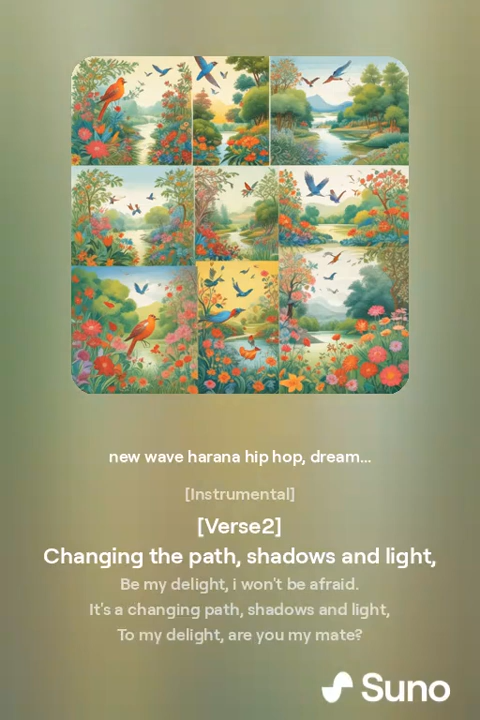 new wave harana hip hop, dream...
[Instrumental]
[Verse2]
Changing the path, shadows and light,
Be my delight, i won't be afraid.
It's a changing path, shadows and light,
To my delight, are you my mate?
Suno